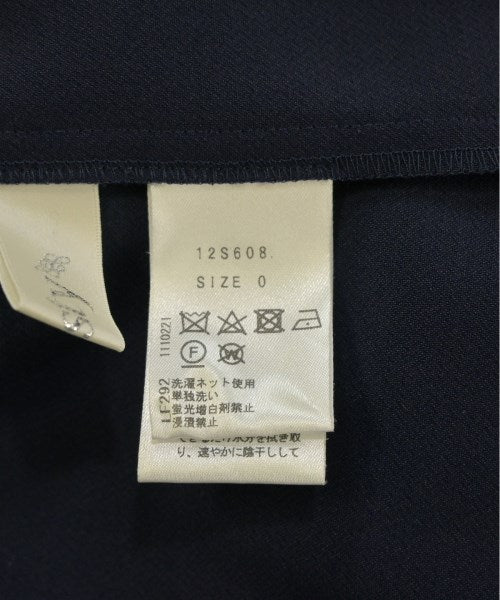 12S608.
SIZE 0
F
W
洗濯ネット使用
単独洗い
蛍光増白剤禁止
浸漬禁止
り、速やかに陰干しして
LF292 1110221